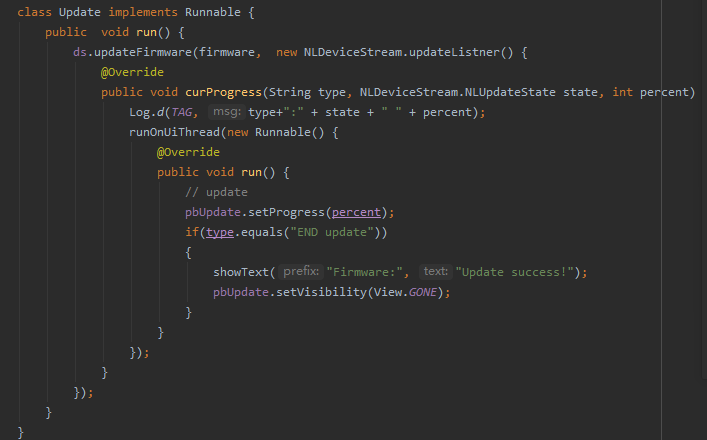 class Update implements Runnable {
    public  void run() {
        ds.updateFirmware(firmware,  new NLDeviceStream.updateListner() {
            @Override
            public void curProgress(String type, NLDeviceStream.NLUpdateState state, int percent)
                Log.d(TAG, msg: type+":" + state + " " + percent);
                runOnUiThread(new Runnable() {
                    @Override
                    public void run() {
                        // update
                        pbUpdate.setProgress(percent);
                        if(type.equals("END update"))
                        {
                            showText( prefix: "Firmware:", text: "Update success!");
                            pbUpdate.setVisibility(View.GONE);
                        }
                    }
                });
            }
        });
    }
}